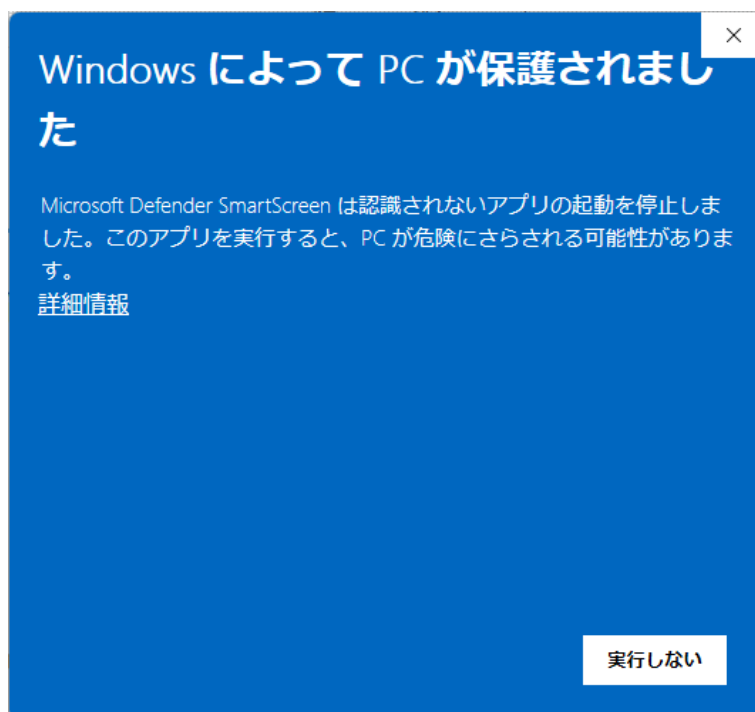 Windows によって PC が保護されまし
た
Microsoft Defender SmartScreen は認識されないアプリの起動を停止しま
した。このアプリを実行すると、PC が危険にさらされる可能性がありま
す。
詳細情報
実行しない